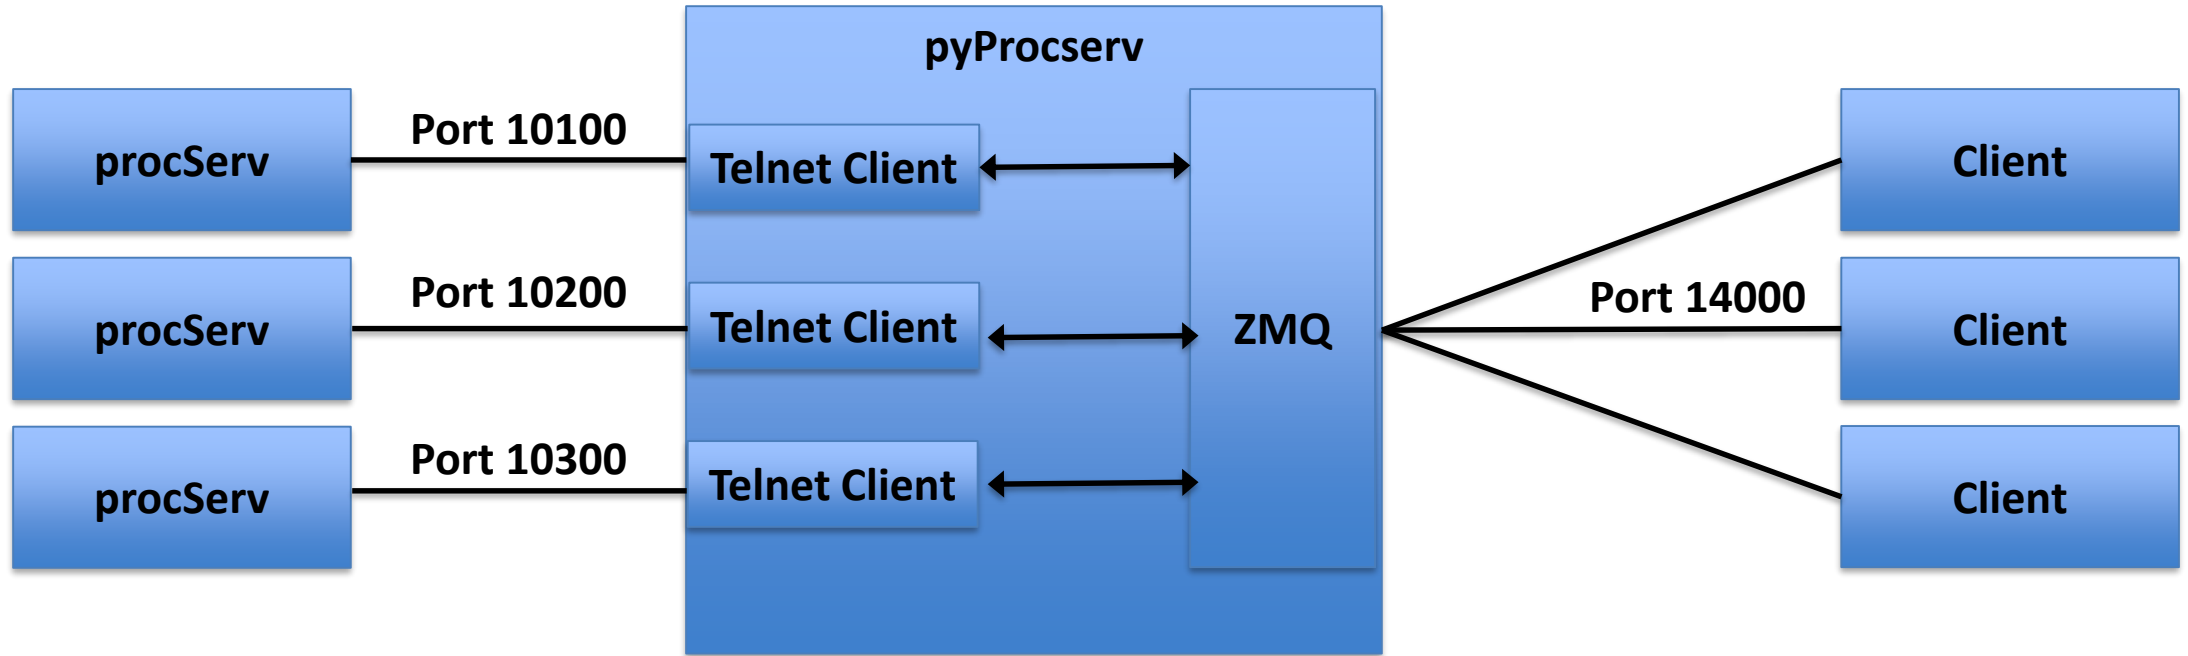 pyProcserv
procServ
Port 10100
Telnet Client
Client
procServ
Port 10200
Telnet Client
ZMQ
Port 14000
Client
procServ
Port 10300
Telnet Client
Client